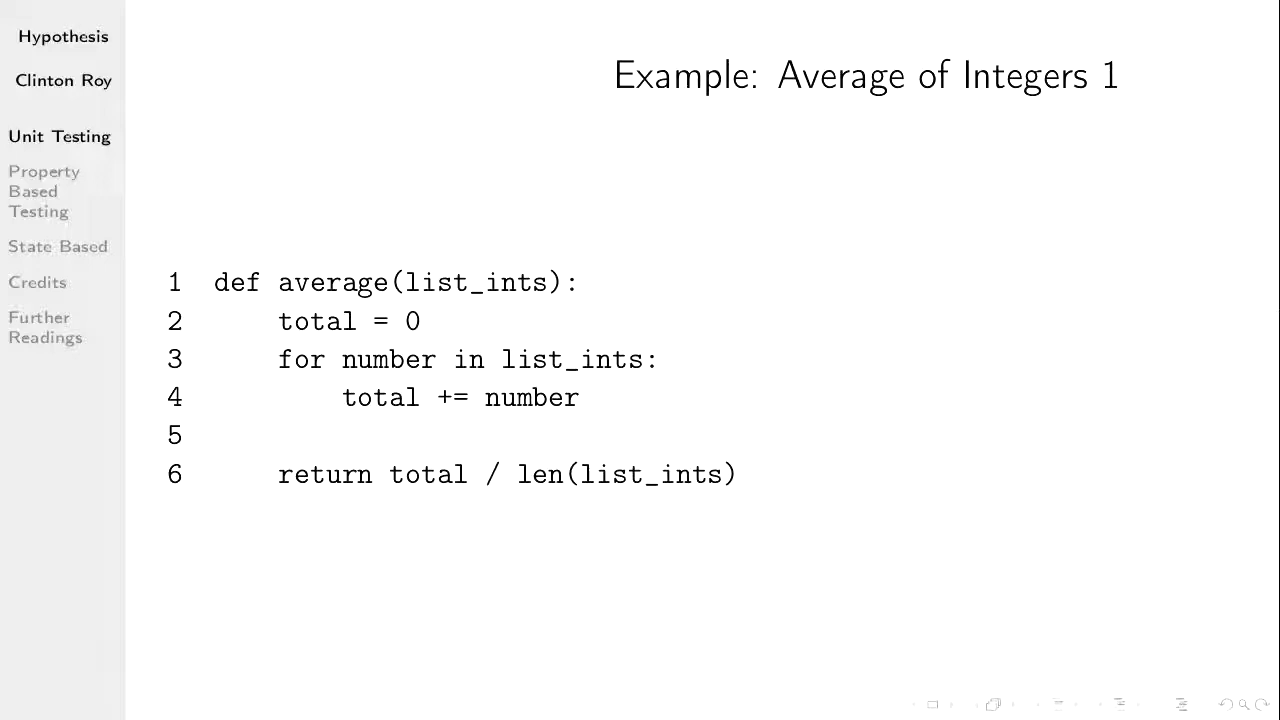 Hypothesis
Clinton Roy
Unit Testing
Property
Based
Testing
State Based
Credits
Further
Readings
Example: Average of Integers 1
1 def average(list_ints):
2     total = 0
3     for number in list_ints:
4         total += number
5
6     return total / len(list_ints)